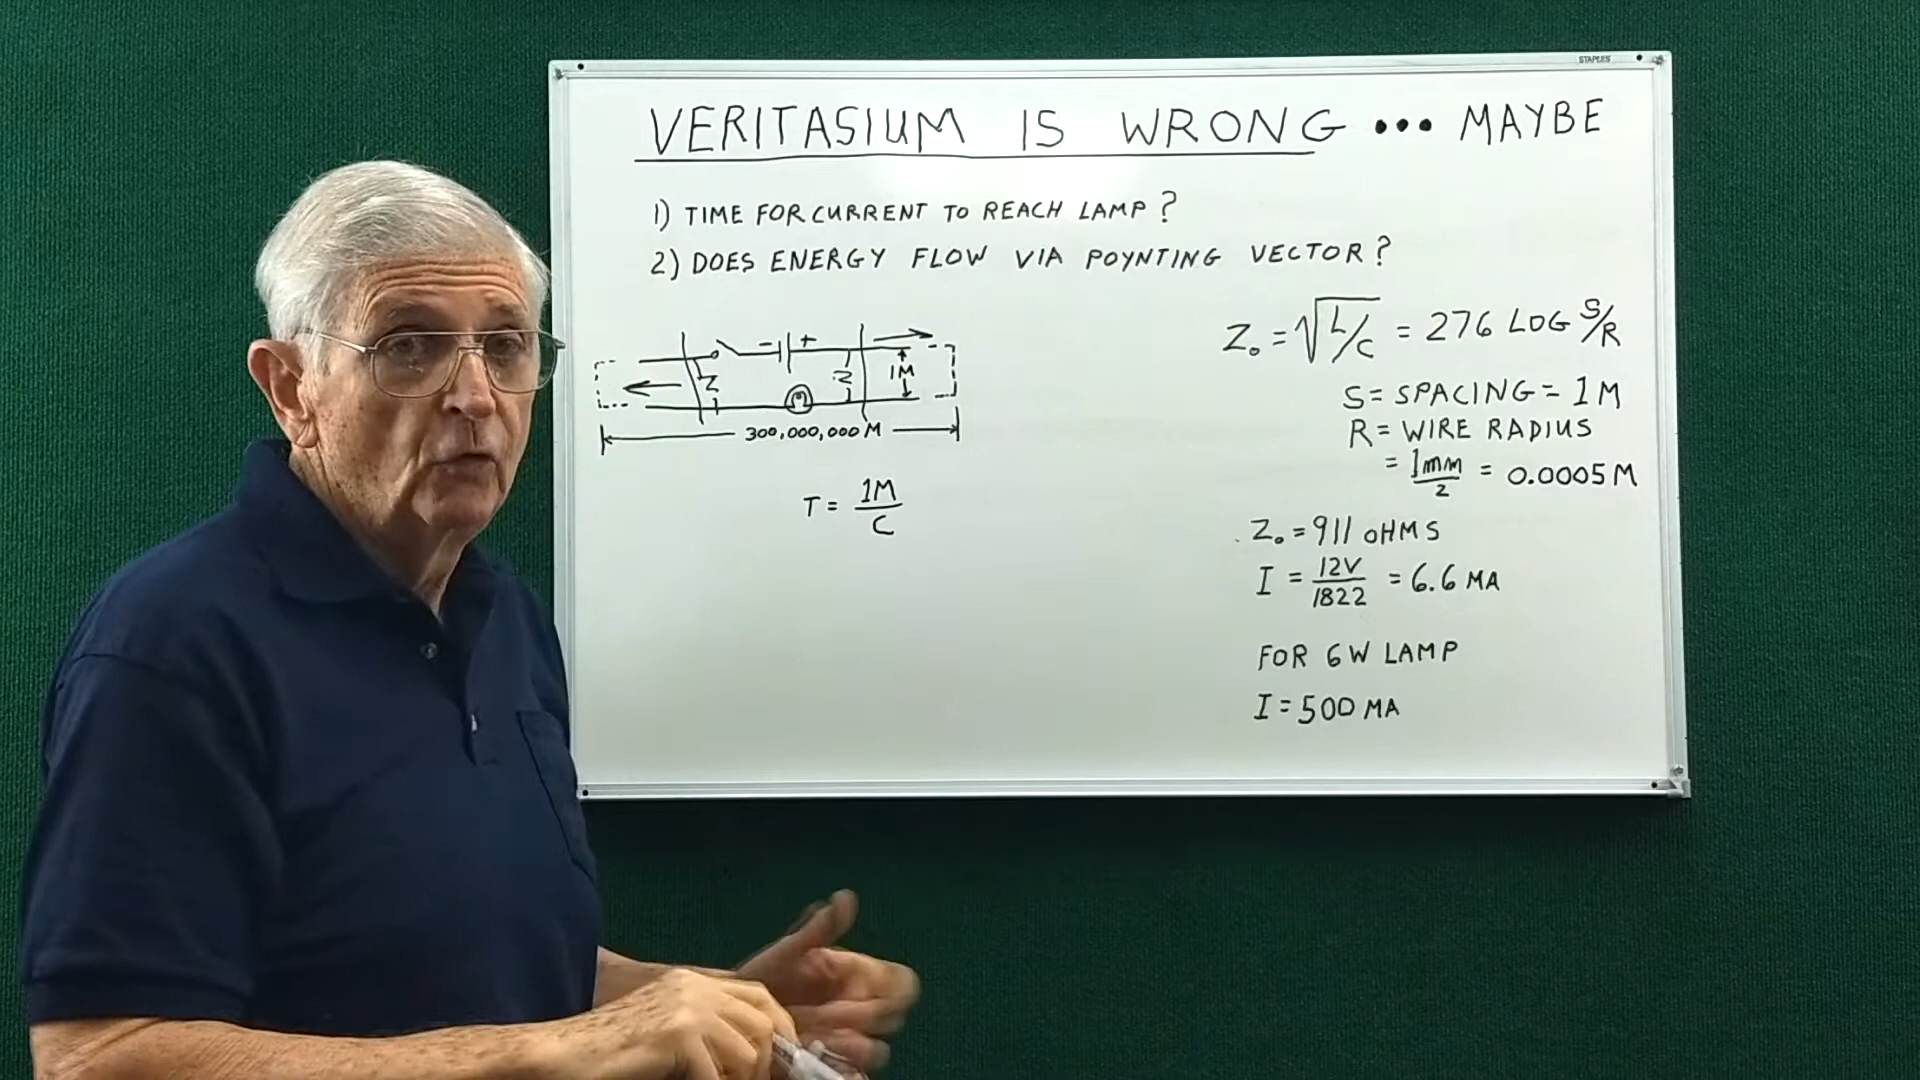 STAPLES
VERITASIUM IS WRONG ••• MAYBE
1) TIME FOR CURRENT TO REACH LAMP?
2) DOES ENERGY FLOW VIA POYNTING VECTOR?
Z₀ = √L/C = 276 LOG S/R
S = SPACING = 1M
R = WIRE RADIUS
= 1mm/2 = 0.0005M
- +
Z Z 1M
300,000,000 M
T = 1M/C
Z₀ = 911 OHMS
I = 12V/1822 = 6.6 MA
FOR 6W LAMP
I = 500 MA